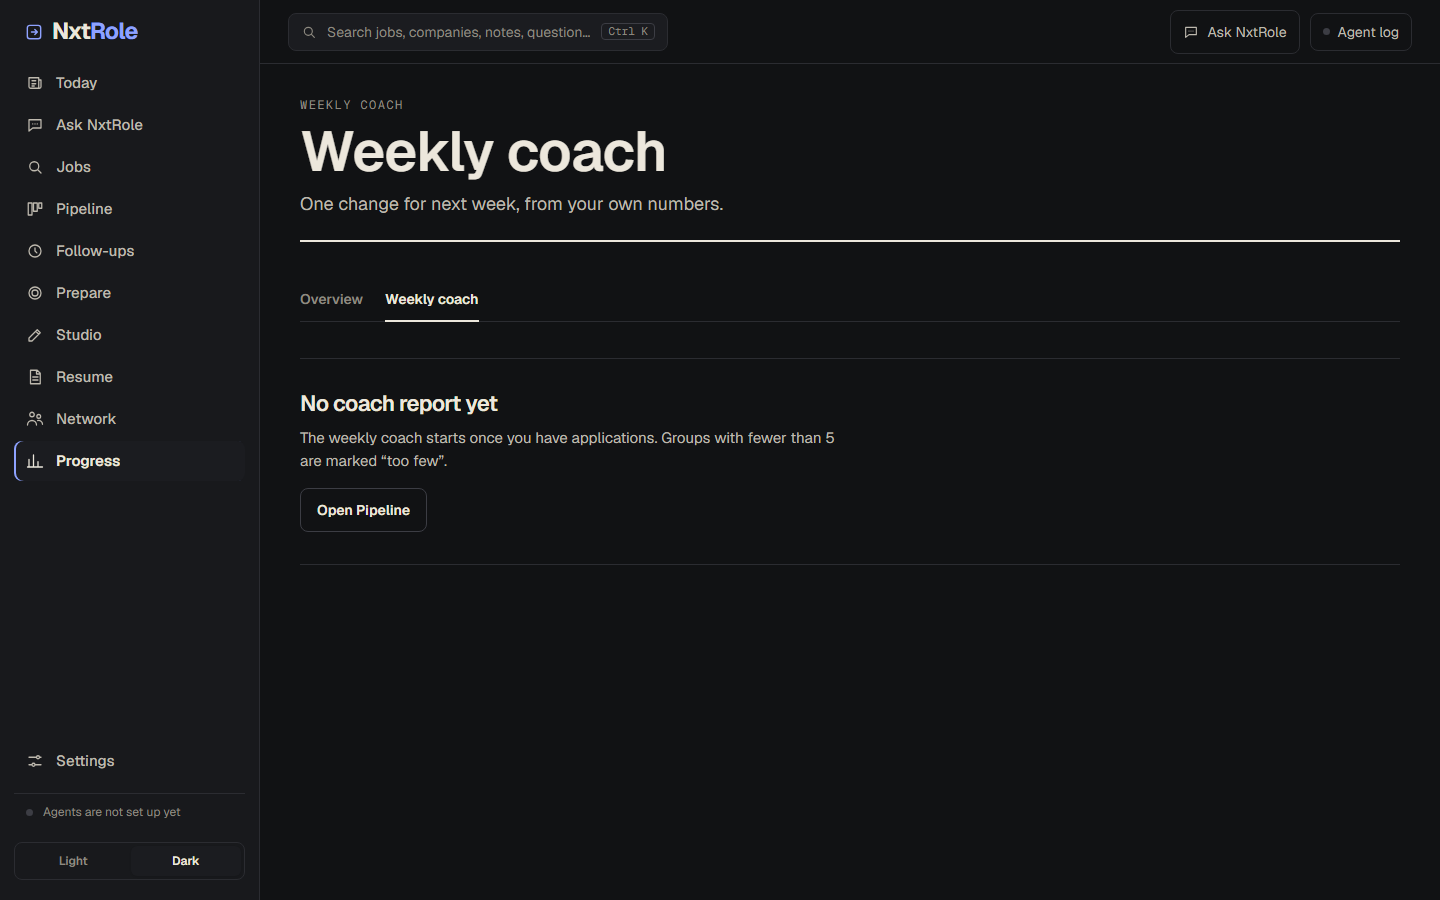 NxtRole
Search jobs, companies, notes, question… Ctrl K
Ask NxtRole
Agent log
Today
Ask NxtRole
Jobs
Pipeline
Follow-ups
Prepare
Studio
Resume
Network
Progress
Settings
Agents are not set up yet
Light Dark
WEEKLY COACH
Weekly coach
One change for next week, from your own numbers.
Overview Weekly coach
No coach report yet
The weekly coach starts once you have applications. Groups with fewer than 5
are marked “too few”.
Open Pipeline